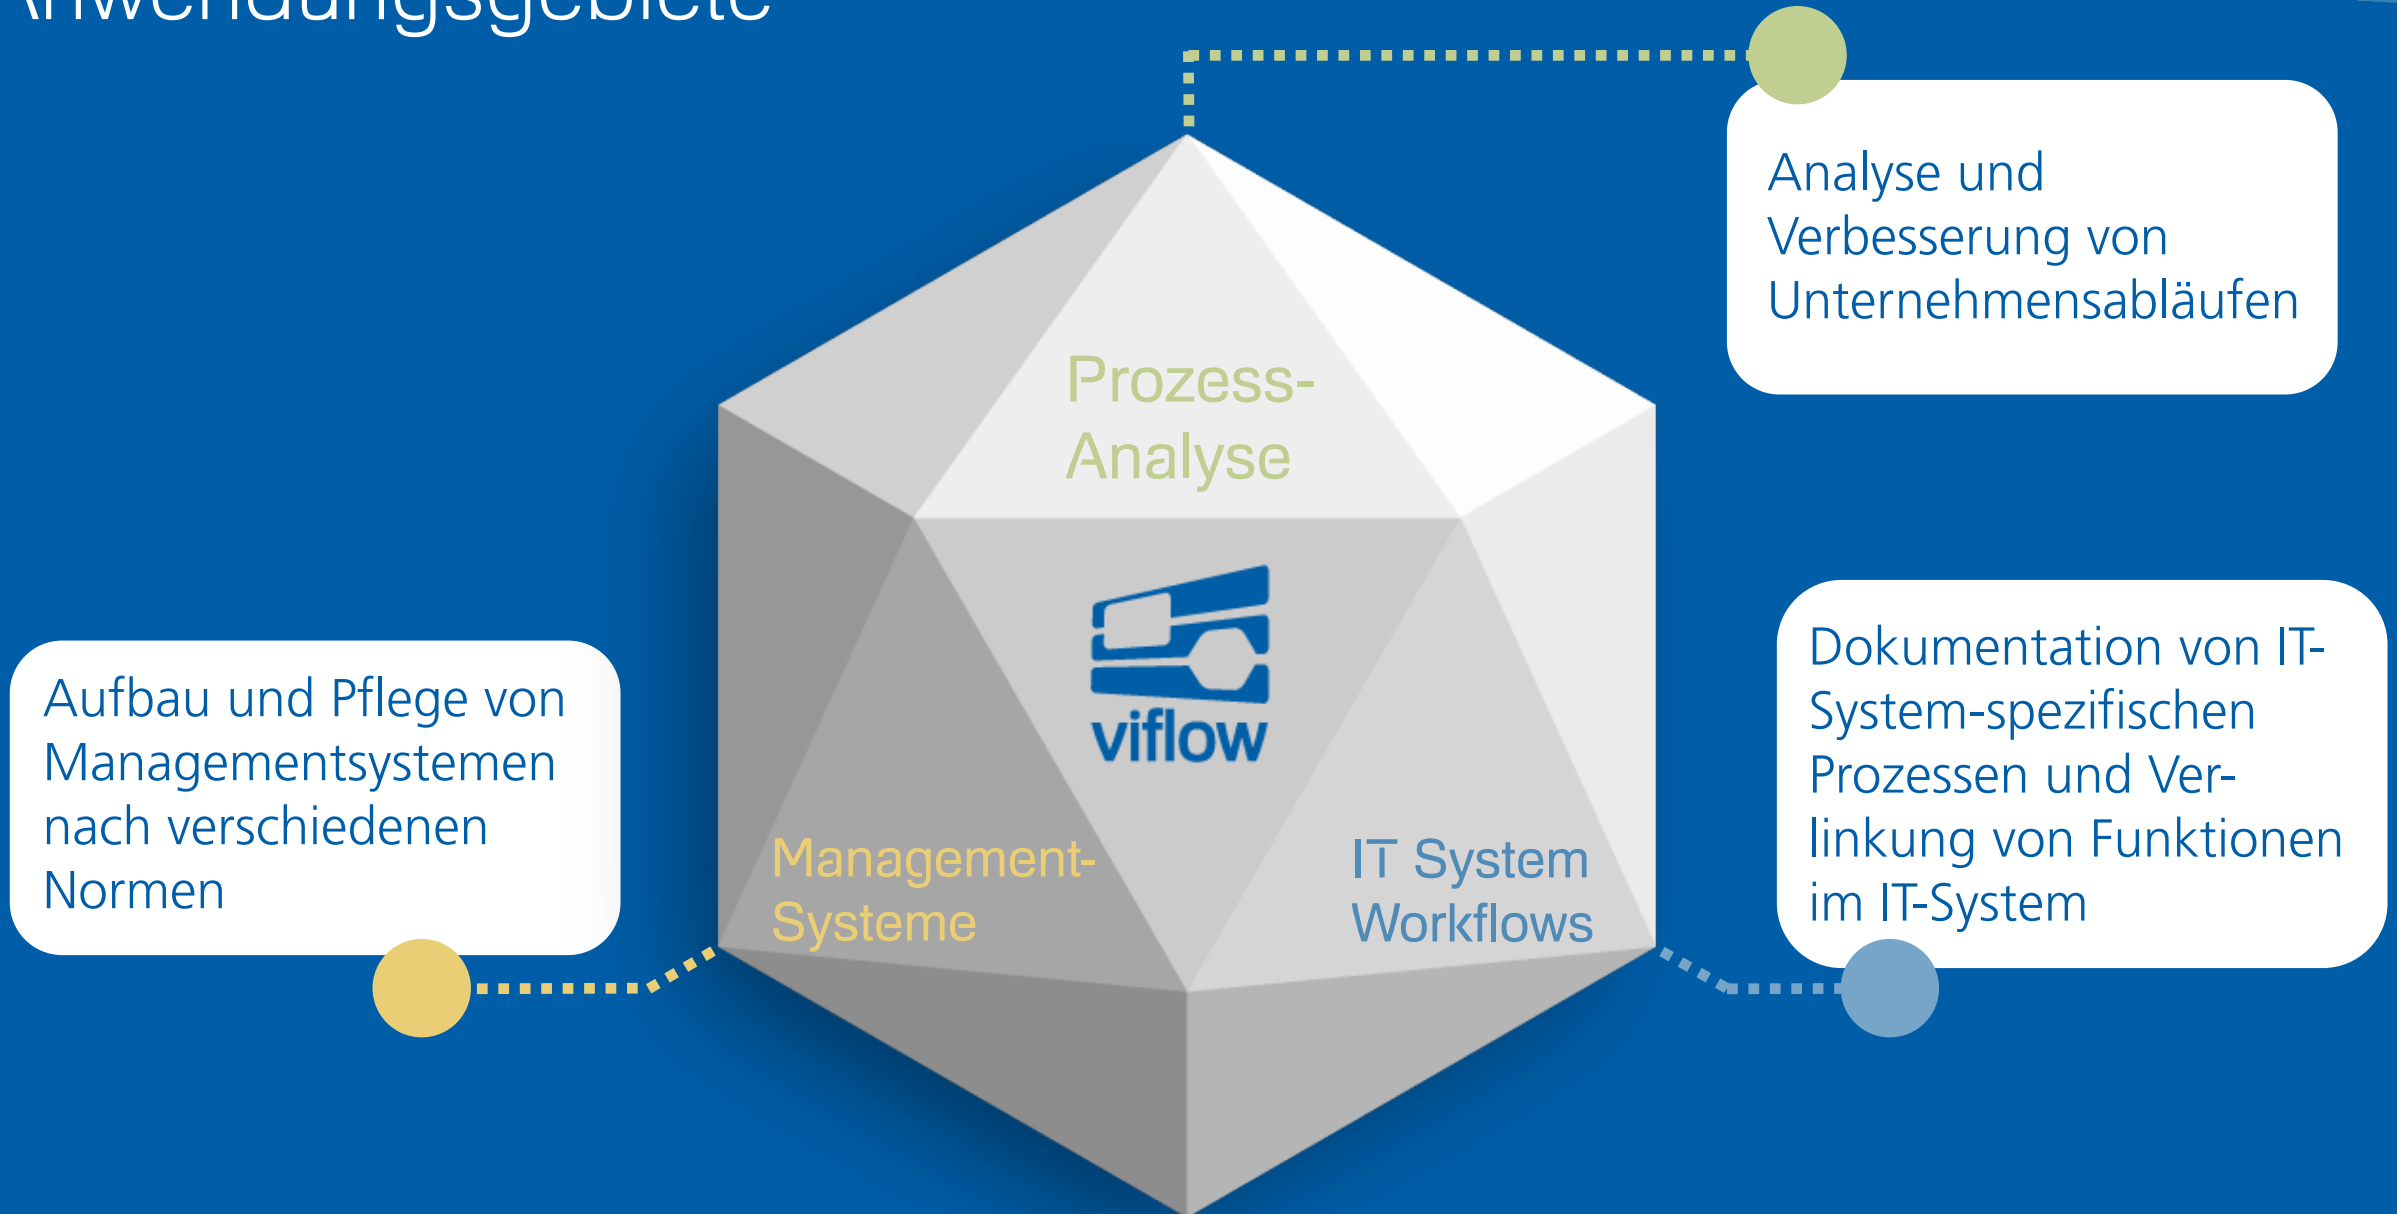 Anwendungsgebiete
Analyse und
Verbesserung von
Unternehmensabläufen
Prozess-
Analyse
viflow
Aufbau und Pflege von
Managementsystemen
nach verschiedenen
Normen
Management-
Systeme
IT System
Workflows
Dokumentation von IT-
System-spezifischen
Prozessen und Ver-
linkung von Funktionen
im IT-System